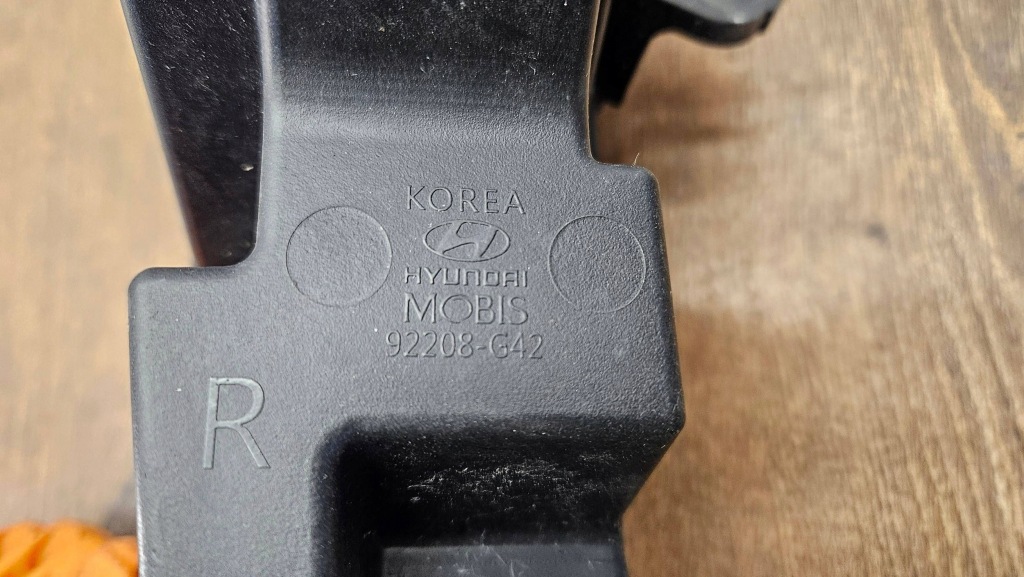 KOREA
HYUNDAI
MOBIS
92208-G42
R